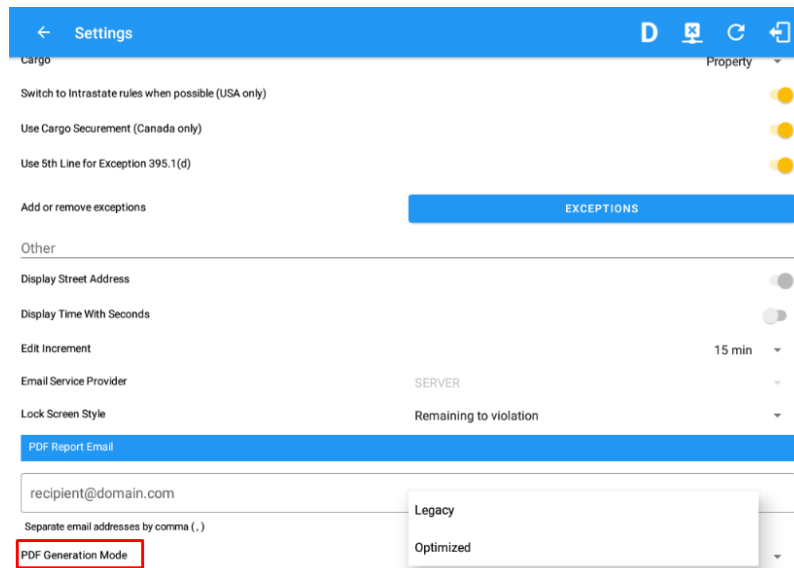 Settings D
Cargo Property
Switch to Intrastate rules when possible (USA only)
Use Cargo Securement (Canada only)
Use 5th Line for Exception 395.1(d)
Add or remove exceptions EXCEPTIONS
Other
Display Street Address
Display Time With Seconds
Edit Increment 15 min
Email Service Provider SERVER
Lock Screen Style Remaining to violation
PDF Report Email
recipient@domain.com
Legacy
Separate email addresses by comma ( , )
Optimized
PDF Generation Mode